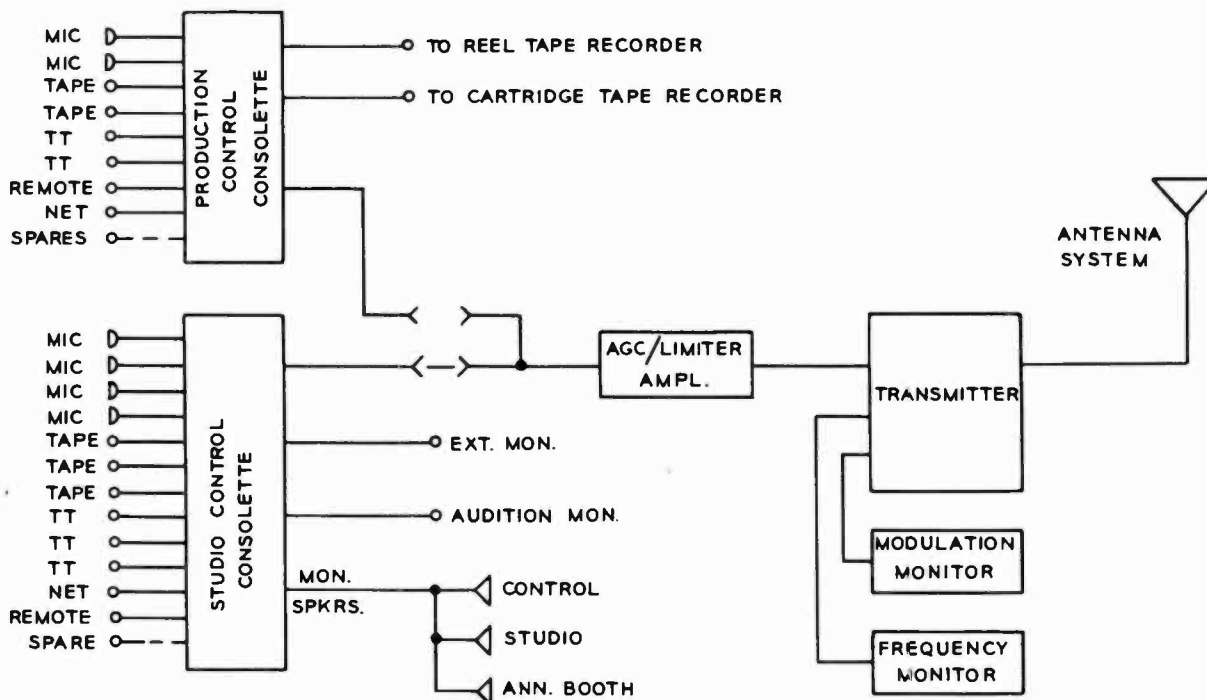 MIC
MIC
TAPE
TAPE
TT
TT
REMOTE
NET
SPARES
PRODUCTION
CONTROL
CONSOLETTE
TO REEL TAPE RECORDER
TO CARTRIDGE TAPE RECORDER
ANTENNA
SYSTEM
MIC
MIC
MIC
MIC
TAPE
TAPE
TAPE
TT
TT
TT
NET
REMOTE
SPARE
STUDIO CONTROL
CONSOLETTE
AGC/LIMITER
AMPL.
TRANSMITTER
EXT. MON.
AUDITION MON.
MON.
SPKRS.
CONTROL
STUDIO
ANN. BOOTH
MODULATION
MONITOR
FREQUENCY
MONITOR